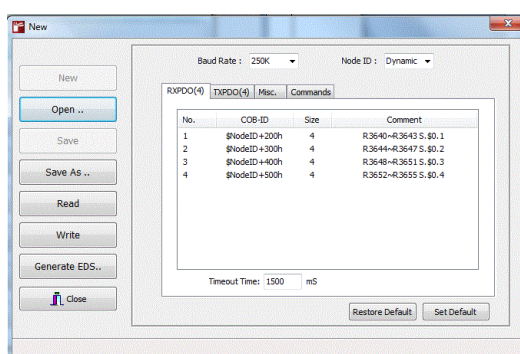 New
Baud Rate : 250K Node ID : Dynamic
New
Open ..
Save
Save As ..
Read
Write
Generate EDS..
Close
RXPDO(4) TXPDO(4) Misc. Commands
No. COB-ID Size Comment
1 $NodeID+200h 4 R3640~R3643 S.$0.1
2 $NodeID+300h 4 R3644~R3647 S.$0.2
3 $NodeID+400h 4 R3648~R3651 S.$0.3
4 $NodeID+500h 4 R3652~R3655 S.$0.4
Timeout Time: 1500 mS
Restore Default Set Default